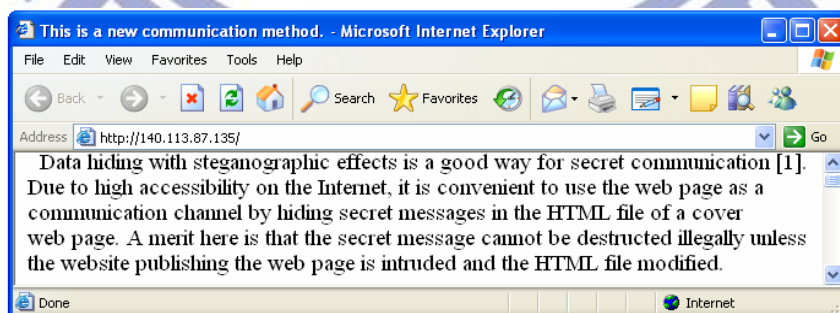 This is a new communication method. - Microsoft Internet Explorer
File Edit View Favorites Tools Help
Back Search Favorites
Address http://140.113.87.135/ Go
Data hiding with steganographic effects is a good way for secret communication [1].
Due to high accessibility on the Internet, it is convenient to use the web page as a
communication channel by hiding secret messages in the HTML file of a cover
web page. A merit here is that the secret message cannot be destructed illegally unless
the website publishing the web page is intruded and the HTML file modified.
Done Internet